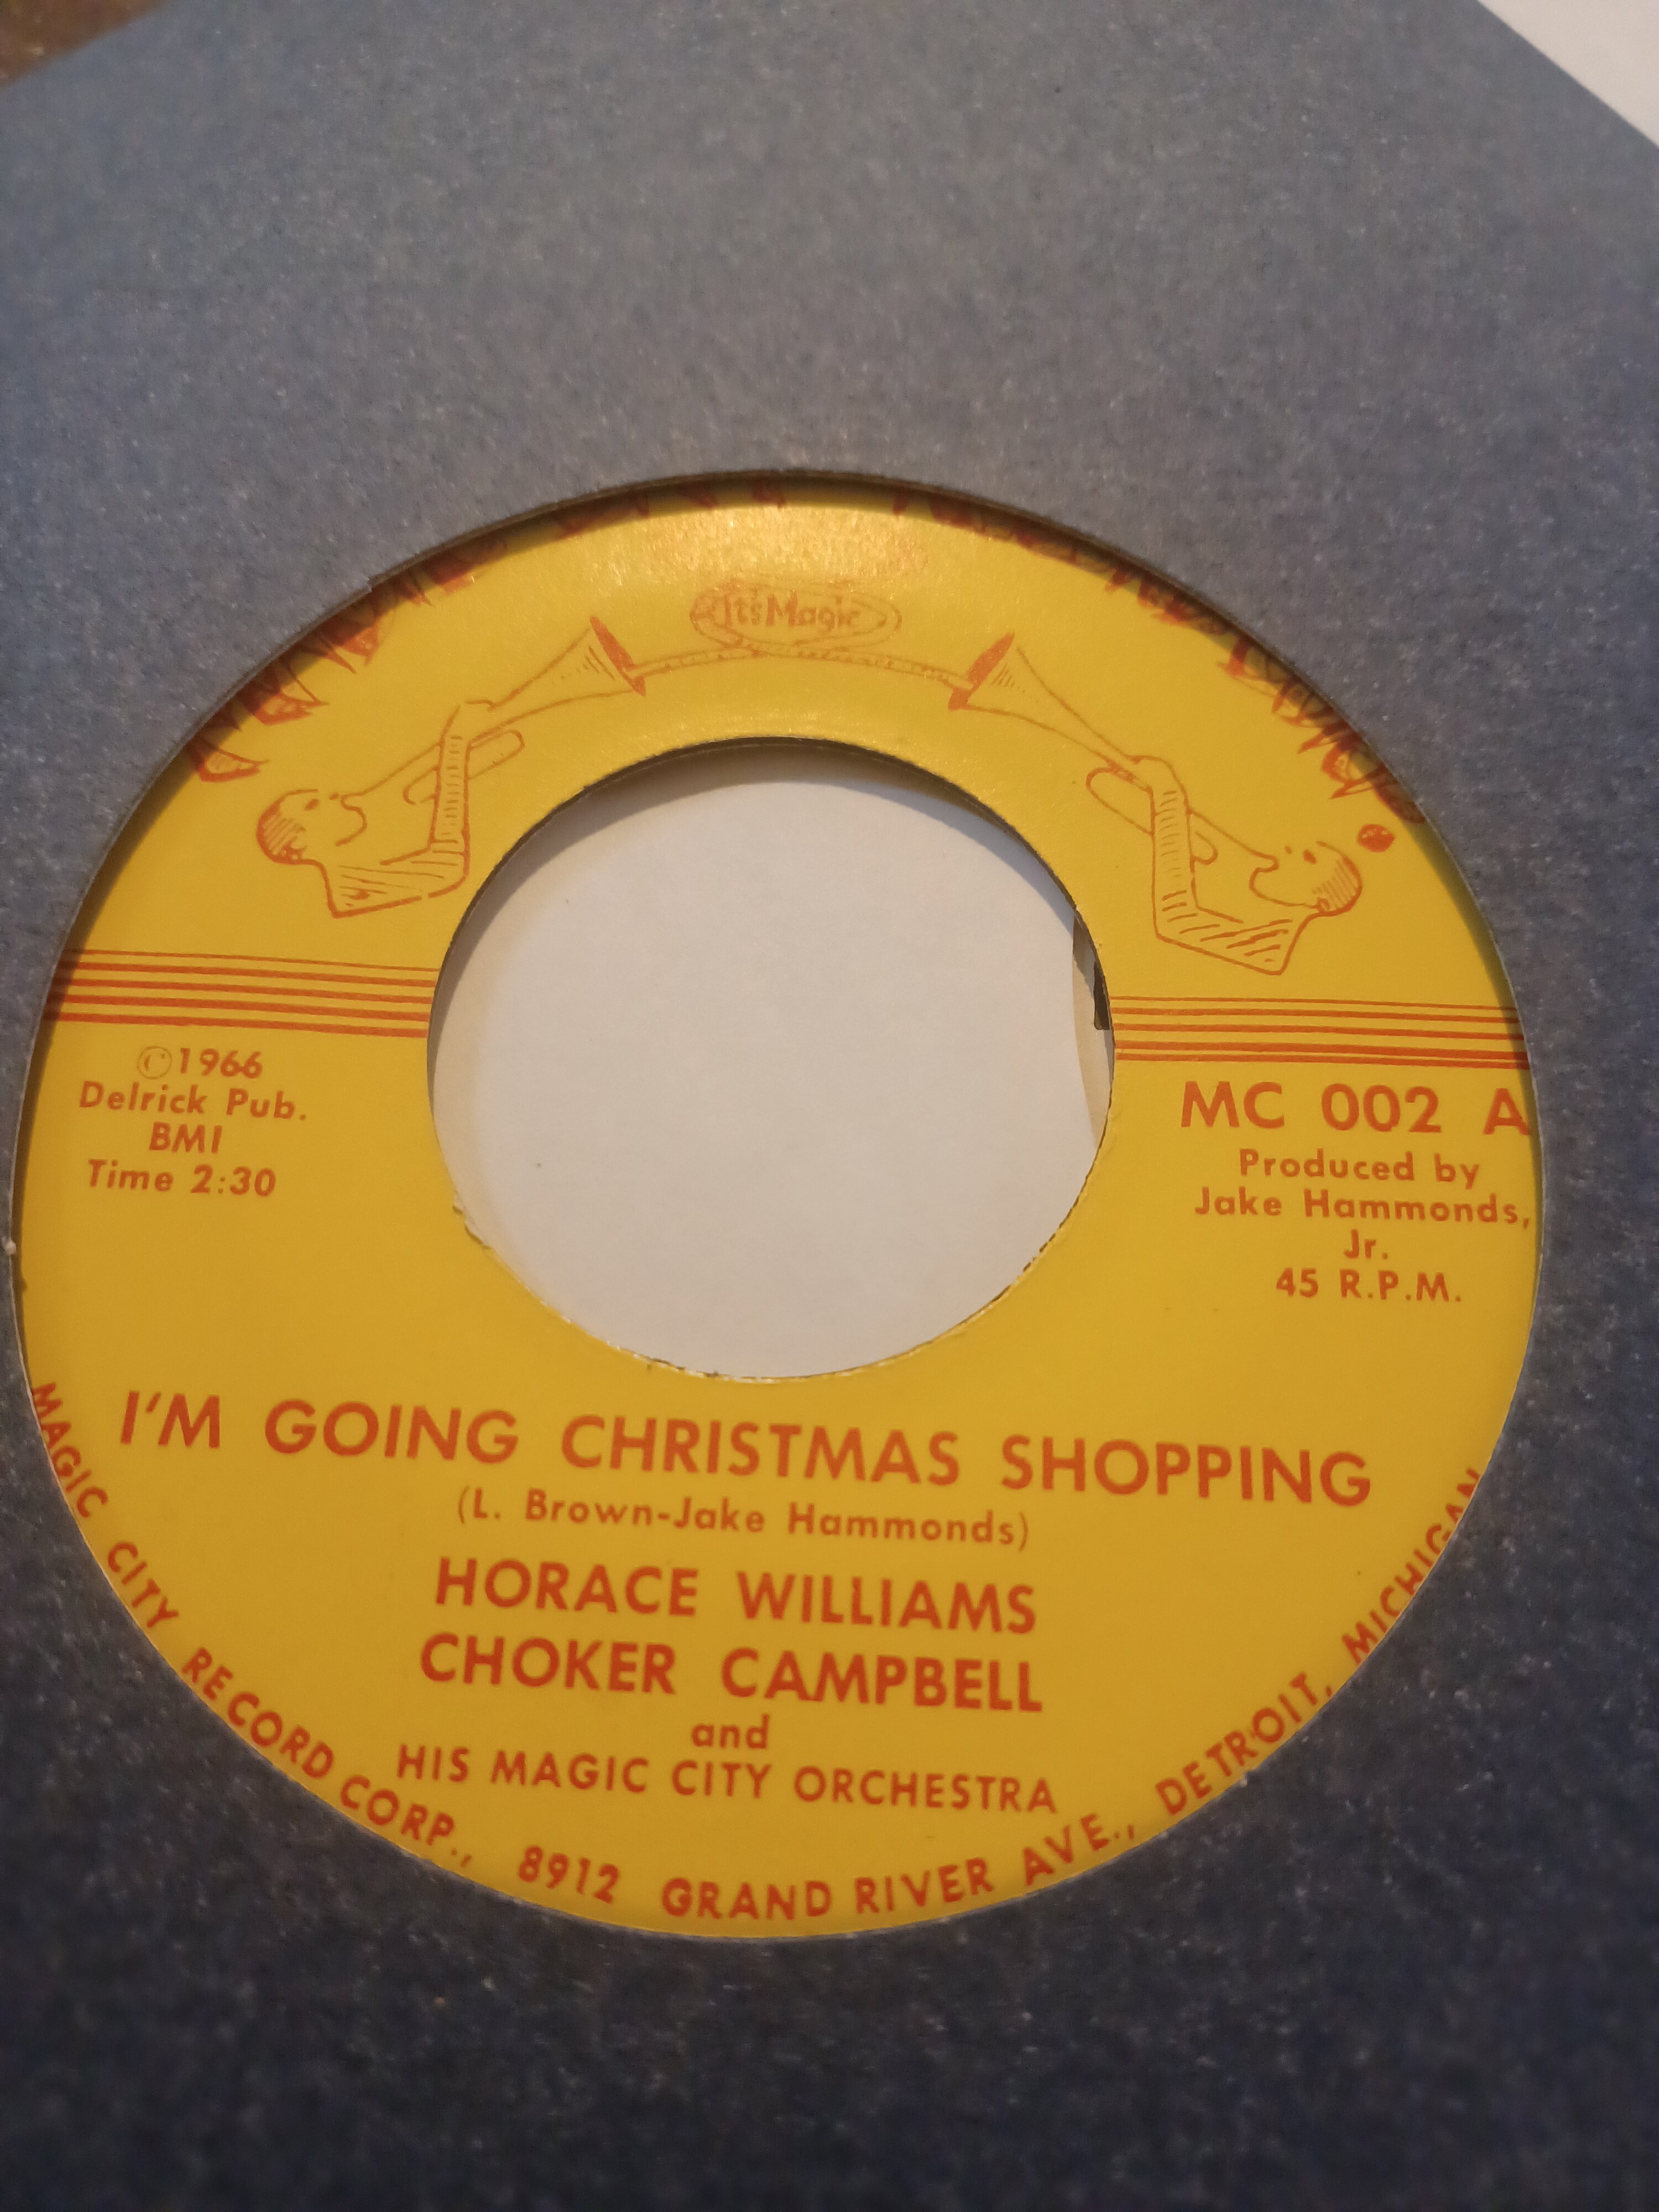 It's Magic
©1966
Delrick Pub.
BMI
Time 2:30
MC 002 A
Produced by
Jake Hammonds,
Jr.
45 R.P.M.
I'M GOING CHRISTMAS SHOPPING
(L. Brown-Jake Hammonds)
HORACE WILLIAMS
CHOKER CAMPBELL
and
HIS MAGIC CITY ORCHESTRA
MAGIC CITY RECORD CORP., 8912 GRAND RIVER AVE., DETROIT, MICHIGAN